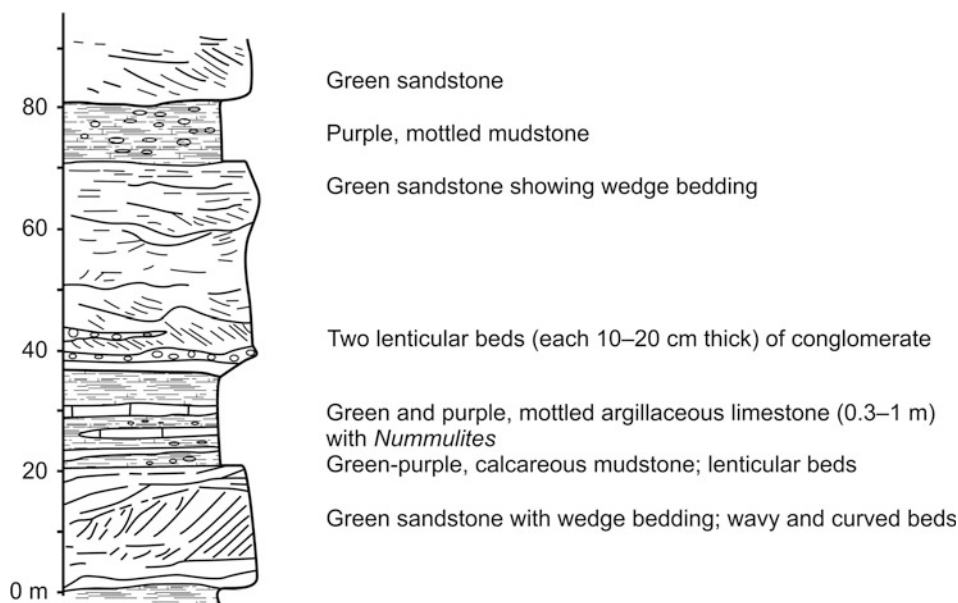 Green sandstone
80
Purple, mottled mudstone
Green sandstone showing wedge bedding
60
Two lenticular beds (each 10–20 cm thick) of conglomerate
40
Green and purple, mottled argillaceous limestone (0.3–1 m)
with Nummulites
Green-purple, calcareous mudstone; lenticular beds
20
Green sandstone with wedge bedding; wavy and curved beds
0 m